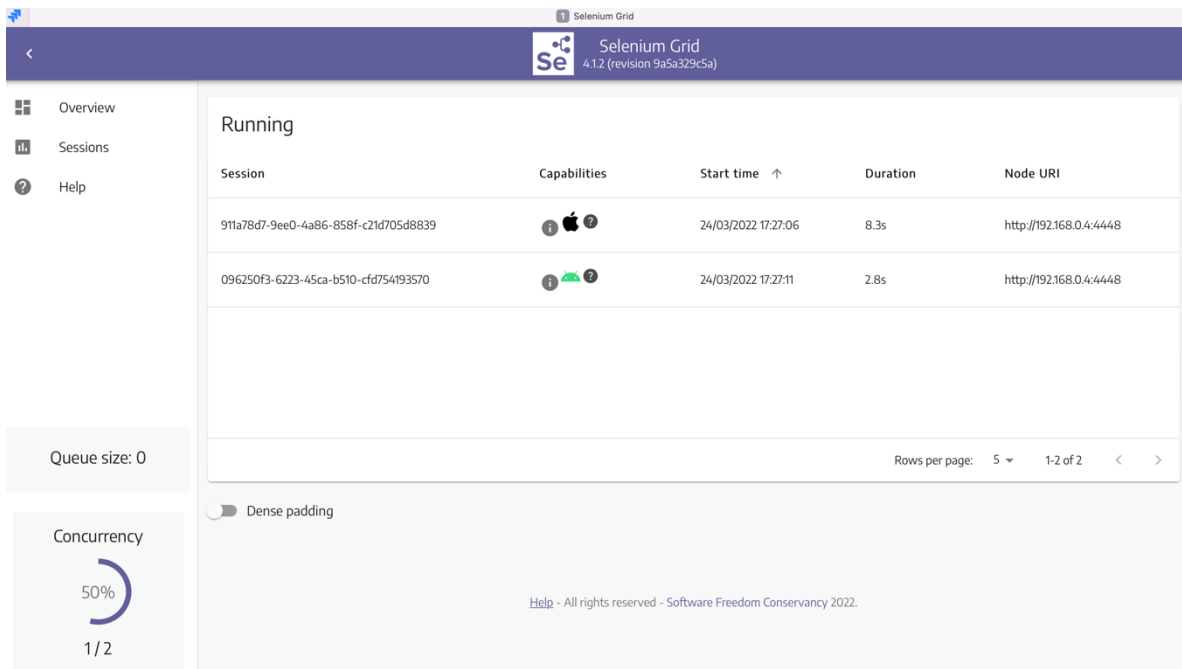 1 Selenium Grid
Se Selenium Grid
4.1.2 (revision 9a5a329c5a)
Overview
Sessions
Help
Running
Session Capabilities Start time ↑ Duration Node URI
911a78d7-9ee0-4a86-858f-c21d705d8839 24/03/2022 17:27:06 8.3s http://192.168.0.4:4448
096250f3-6223-45ca-b510-cfd754193570 24/03/2022 17:27:11 2.8s http://192.168.0.4:4448
Rows per page: 5 1-2 of 2
Dense padding
Queue size: 0
Concurrency
50%
1 / 2
Help - All rights reserved - Software Freedom Conservancy 2022.